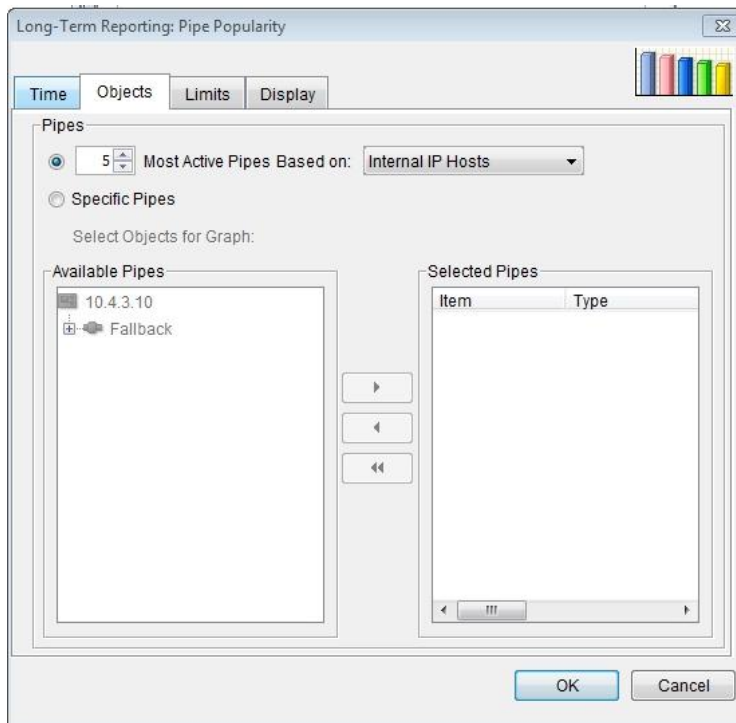 Long-Term Reporting: Pipe Popularity
Time Objects Limits Display
Pipes
5 Most Active Pipes Based on: Internal IP Hosts
Specific Pipes
Select Objects for Graph:
Available Pipes
10.4.3.10
Fallback
Selected Pipes
Item Type
OK Cancel